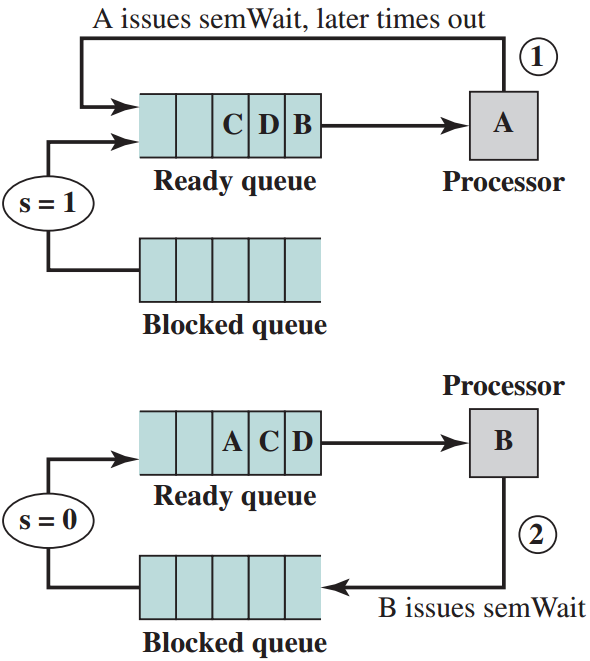 A issues semWait, later times out
1
C D B
A
Ready queue
Processor
s = 1
Blocked queue
Processor
A C D
B
Ready queue
s = 0
2
B issues semWait
Blocked queue